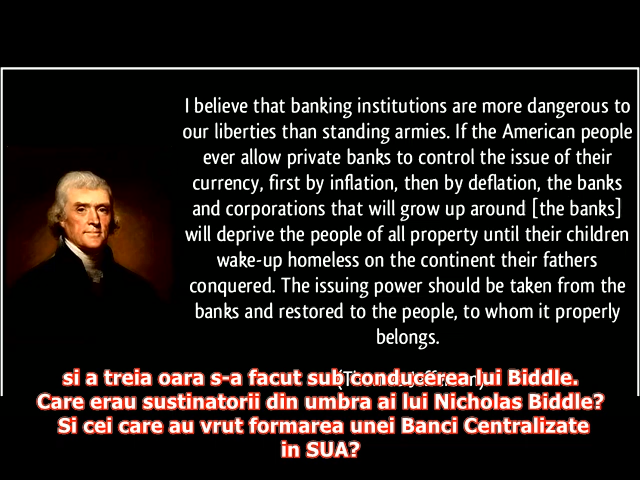 I believe that banking institutions are more dangerous to
our liberties than standing armies. If the American people
ever allow private banks to control the issue of their
currency, first by inflation, then by deflation, the banks
and corporations that will grow up around [the banks]
will deprive the people of all property until their children
wake-up homeless on the continent their fathers
conquered. The issuing power should be taken from the
banks and restored to the people, to whom it properly
belongs.
si a treia oara s-a facut sub conducerea lui Biddle.
Care erau sustinatorii din umbra ai lui Nicholas Biddle?
Si cei care au vrut formarea unei Banci Centralizate
in SUA?